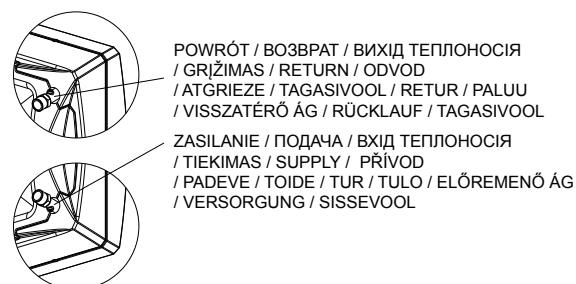 POWRÓT / ВОЗВРАТ / ВИХІД ТЕПЛОНОСІЯ
/ GRĮŽIMAS / RETURN / ODVOD
/ ATGRIEZE / TAGASIVOOL / RETUR / PALUU
/ VISSZATÉRŐ ÁG / RÜCKLAUF / TAGASIVOOL
ZASILANIE / ПОДАЧА / ВХІД ТЕПЛОНОСІЯ
/ TIEKIMAS / SUPPLY / PŘÍVOD
/ PADEVE / TOIDE / TUR / TULO / ELŐREMENŐ ÁG
/ VERSORGUNG / SISSEVOOL